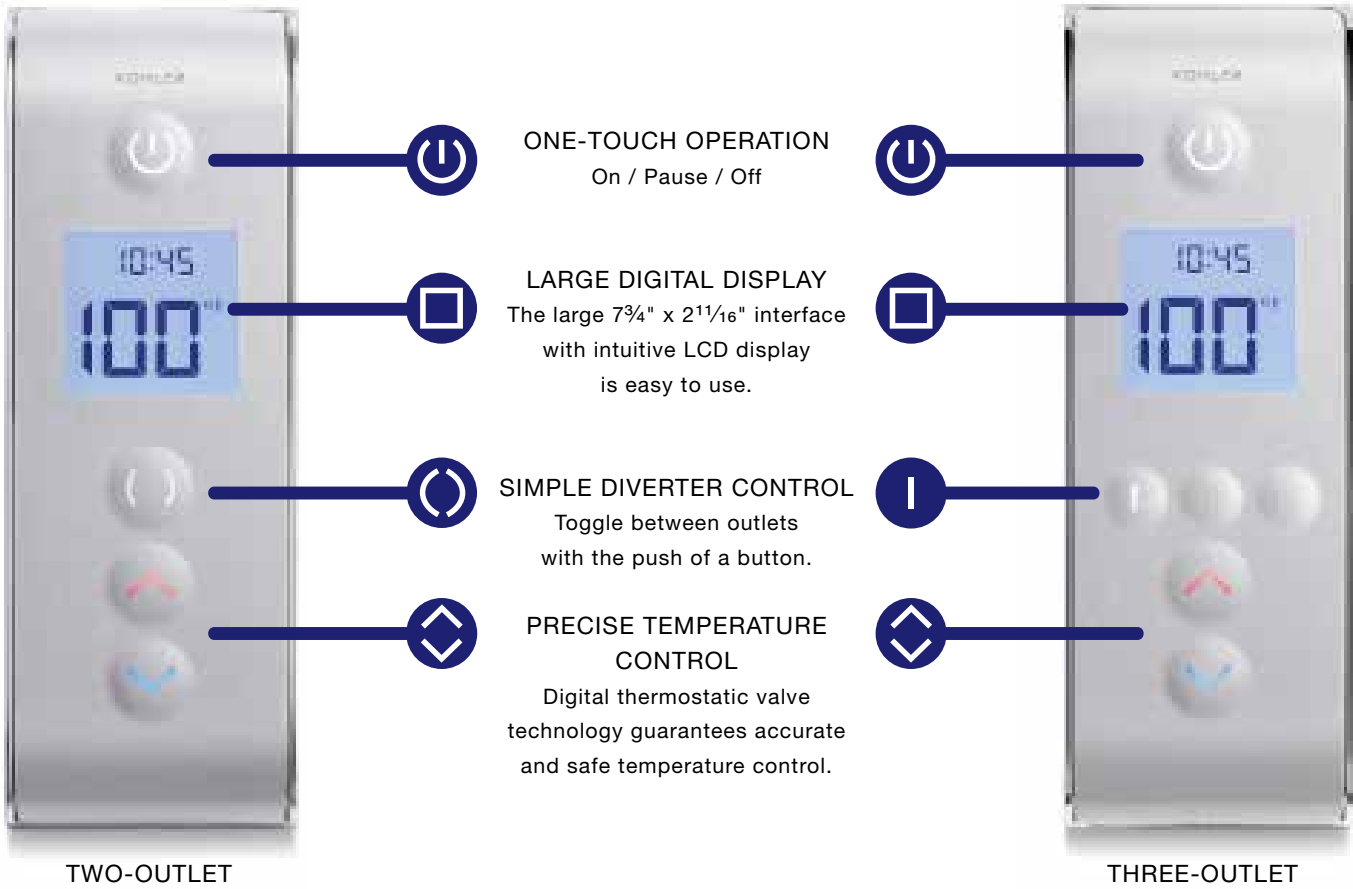 KOHLER
KOHLER
ONE-TOUCH OPERATION
On / Pause / Off
10:45
100
10:45
100
LARGE DIGITAL DISPLAY
The large 7¾" x 2¹¹⁄₁₆" interface
with intuitive LCD display
is easy to use.
SIMPLE DIVERTER CONTROL
Toggle between outlets
with the push of a button.
PRECISE TEMPERATURE
CONTROL
Digital thermostatic valve
technology guarantees accurate
and safe temperature control.
TWO-OUTLET
THREE-OUTLET